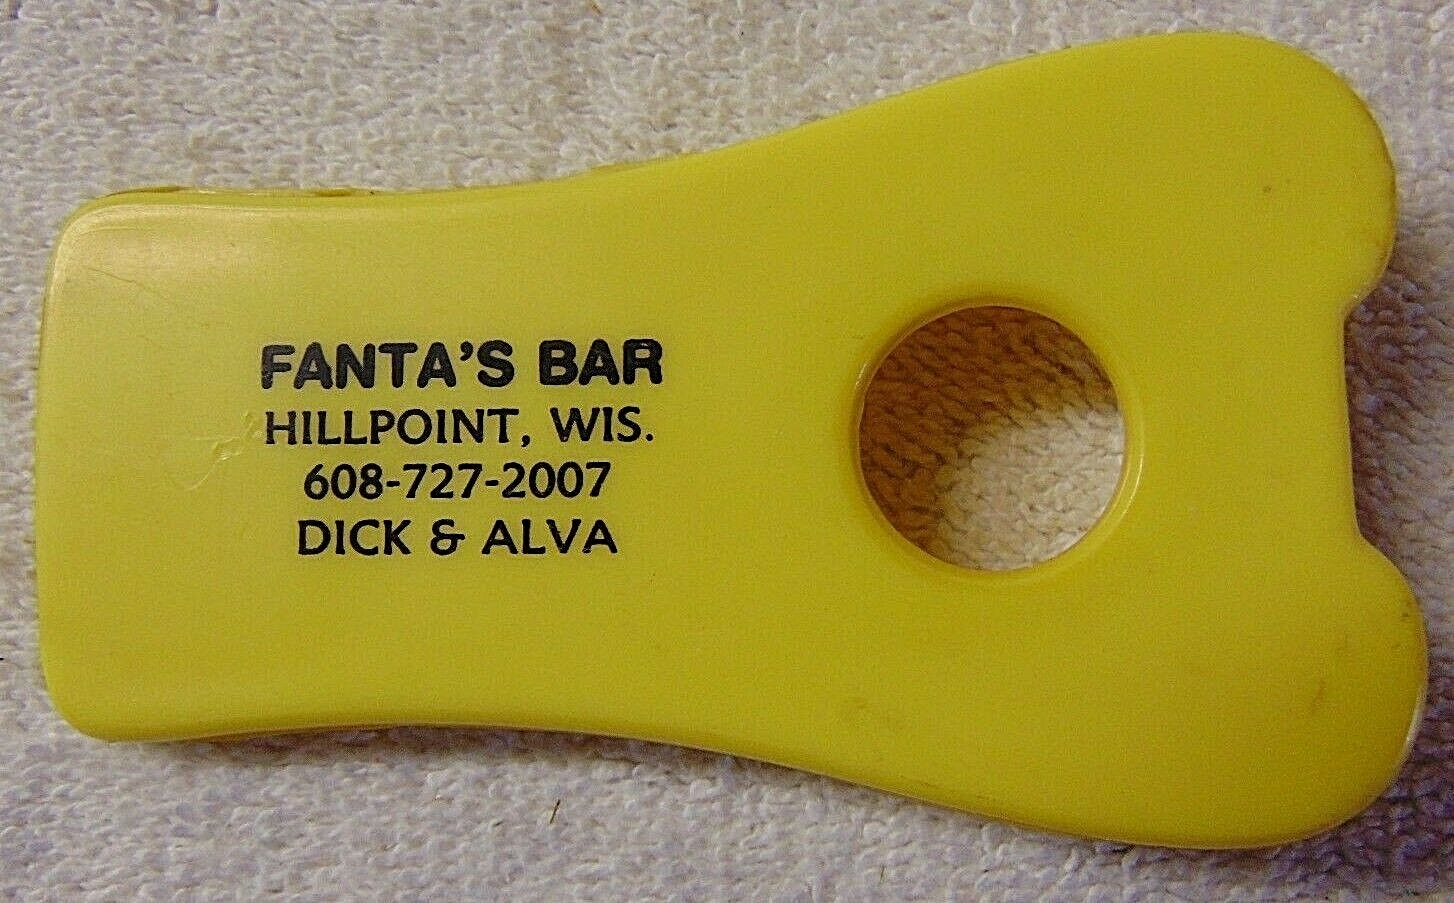 FANTA'S BAR
HILLPOINT, WIS.
608-727-2007
DICK & ALVA